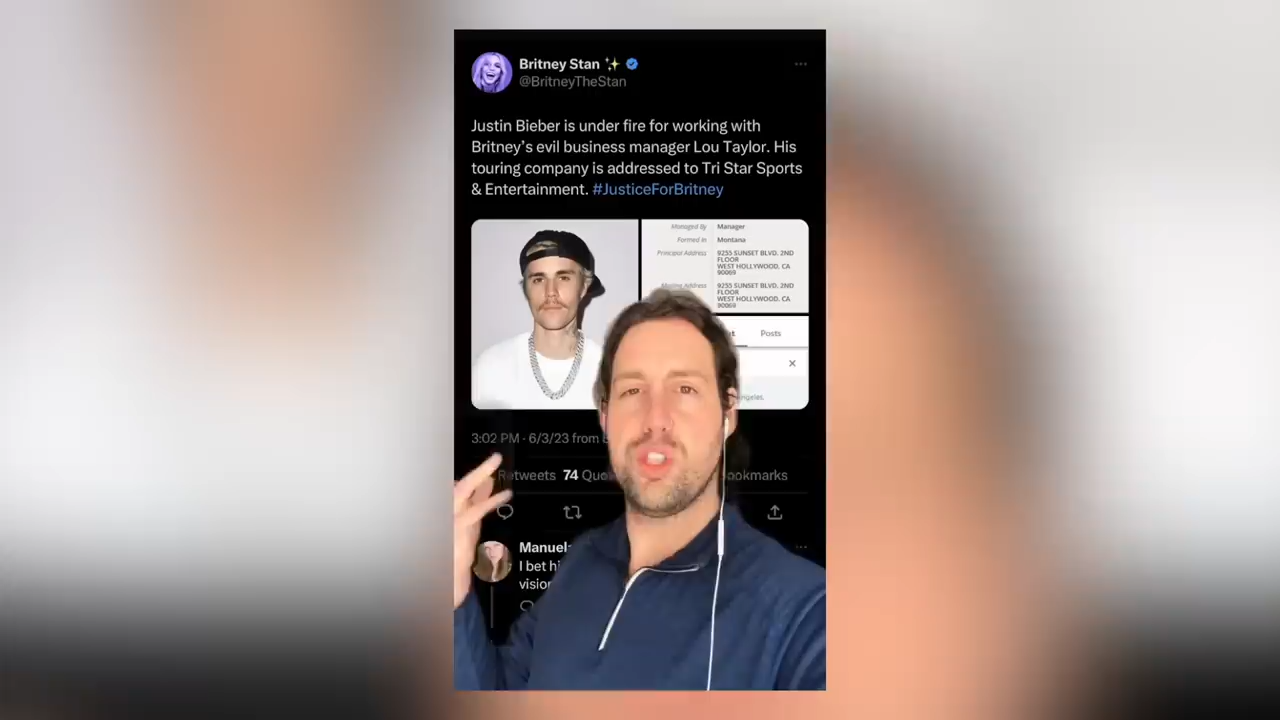 Britney Stan ✨
@BritneyTheStan
Justin Bieber is under fire for working with
Britney's evil business manager Lou Taylor. His
touring company is addressed to Tri Star Sports
& Entertainment. #JusticeForBritney
Managed By Manager
Formed in Montana
Principal Address 9255 SUNSET BLVD. 2ND
FLOOR
WEST HOLLYWOOD, CA
90069
Mailing Address 9255 SUNSET BLVD. 2ND
FLOOR
WEST HOLLYWOOD, CA
90069
Posts
3:02 PM · 6/3/23 from
Retweets 74